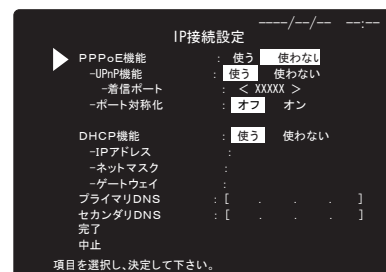 ----/--/-- --:--
IP接続設定
PPPoE機能 : 使う 使わない
-UPnP機能 : 使う 使わない
-着信ポート : < XXXXX >
-ポート対称化 : オフ オン
DHCP機能 : 使う 使わない
-IPアドレス :
-ネットマスク :
-ゲートウェイ :
プライマリDNS : [ . . . ]
セカンダリDNS : [ . . . ]
完了
中止
項目を選択し、決定して下さい。